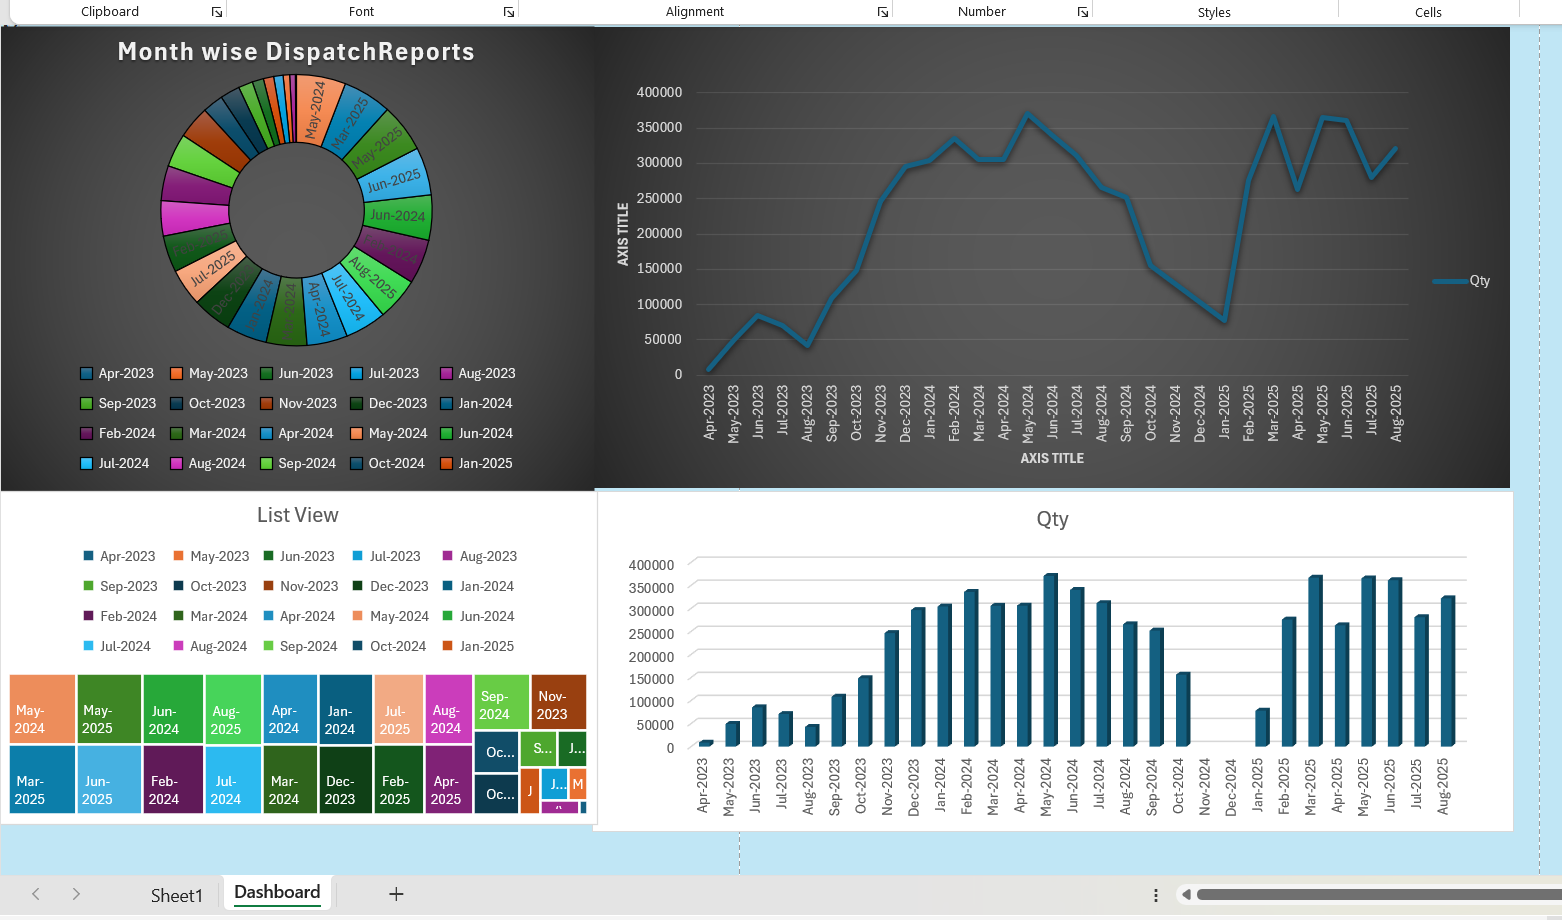 Clipboard Font Alignment Number Styles Cells
Month wise DispatchReports
May-2024
Mar-2025
May-2025
Jun-2025
Jun-2024
Feb-2024
Aug-2025
Jul-2024
Apr-2024
Mar-2024
Jul-2025
Apr-2023 May-2023 Jun-2023 Jul-2023 Aug-2023
Sep-2023 Oct-2023 Nov-2023 Dec-2023 Jan-2024
Feb-2024 Mar-2024 Apr-2024 May-2024 Jun-2024
Jul-2024 Aug-2024 Sep-2024 Oct-2024 Jan-2025
400000
350000
300000
250000
200000
150000
100000
50000
0
AXIS TITLE
Apr-2023 May-2023 Jun-2023 Jul-2023 Aug-2023 Sep-2023 Oct-2023 Nov-2023 Dec-2023 Jan-2024 Feb-2024 Mar-2024 Apr-2024 May-2024 Jun-2024 Jul-2024 Aug-2024 Sep-2024 Oct-2024 Nov-2024 Dec-2024 Jan-2025 Feb-2025 Mar-2025 Apr-2025 May-2025 Jun-2025 Jul-2025 Aug-2025
AXIS TITLE
Qty
List View
Apr-2023 May-2023 Jun-2023 Jul-2023 Aug-2023
Sep-2023 Oct-2023 Nov-2023 Dec-2023 Jan-2024
Feb-2024 Mar-2024 Apr-2024 May-2024 Jun-2024
Jul-2024 Aug-2024 Sep-2024 Oct-2024 Jan-2025
May-2024
May-2025
Jun-2024
Aug-2025
Apr-2024
Jan-2024
Jul-2025
Aug-2024
Sep-2024
Nov-2023
Mar-2025
Jun-2025
Feb-2024
Jul-2024
Mar-2024
Dec-2023
Feb-2025
Apr-2025
Oc...
S...
J...
Oc...
J
J...
M
Qty
400000
350000
300000
250000
200000
150000
100000
50000
0
Apr-2023 May-2023 Jun-2023 Jul-2023 Aug-2023 Sep-2023 Oct-2023 Nov-2023 Dec-2023 Jan-2024 Feb-2024 Mar-2024 Apr-2024 May-2024 Jun-2024 Jul-2024 Aug-2024 Sep-2024 Oct-2024 Nov-2024 Dec-2024 Jan-2025 Feb-2025 Mar-2025 Apr-2025 May-2025 Jun-2025 Jul-2025 Aug-2025
Sheet1 Dashboard